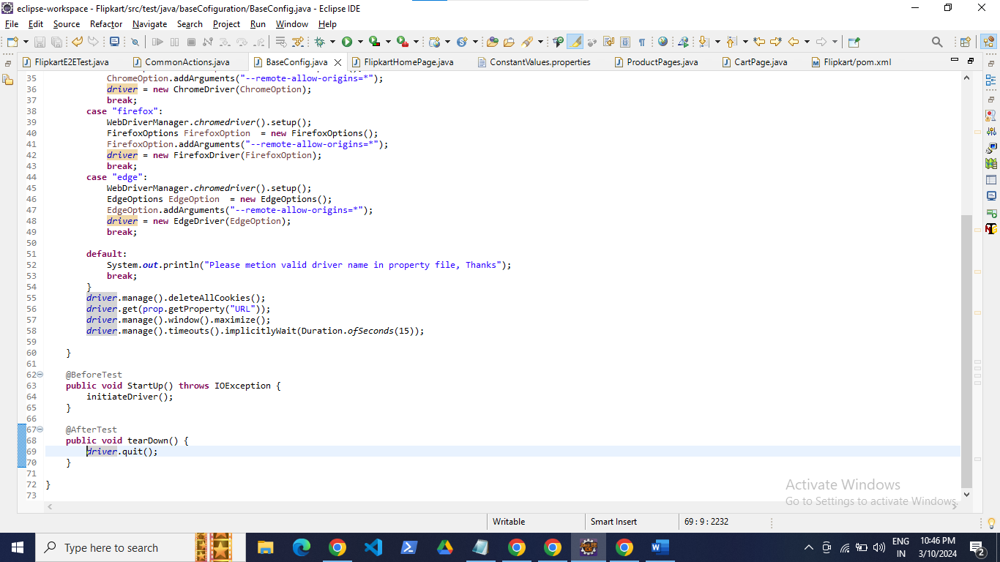 eclipse-workspace - Flipkart/src/test/java/baseCofiguration/BaseConfig.java - Eclipse IDE
File Edit Source Refactor Navigate Search Project Run Window Help
FlipkartE2ETest.java CommonActions.java BaseConfig.java FlipkartHomePage.java ConstantValues.properties ProductPages.java CartPage.java Flipkart/pom.xml
35 ChromeOption.addArguments("--remote-allow-origins=*");
36 driver = new ChromeDriver(ChromeOption);
37 break;
38 case "firefox":
39 WebDriverManager.chromedriver().setup();
40 FirefoxOptions FirefoxOption  = new FirefoxOptions();
41 FirefoxOption.addArguments("--remote-allow-origins=*");
42 driver = new FirefoxDriver(FirefoxOption);
43 break;
44 case "edge":
45 WebDriverManager.chromedriver().setup();
46 EdgeOptions EdgeOption  = new EdgeOptions();
47 EdgeOption.addArguments("--remote-allow-origins=*");
48 driver = new EdgeDriver(EdgeOption);
49 break;
50
51 default:
52 System.out.println("Please metion valid driver name in property file, Thanks");
53 break;
54 }
55 driver.manage().deleteAllCookies();
56 driver.get(prop.getProperty("URL"));
57 driver.manage().window().maximize();
58 driver.manage().timeouts().implicitlyWait(Duration.ofSeconds(15));
59
60 }
61
62 @BeforeTest
63 public void StartUp() throws IOException {
64 initiateDriver();
65 }
66
67 @AfterTest
68 public void tearDown() {
69 driver.quit();
70 }
71
72 }
73
Activate Windows
Go to Settings to activate Windows.
Writable Smart Insert 69 : 9 : 2232
Type here to search
ENG 10:46 PM
IN 3/10/2024 2